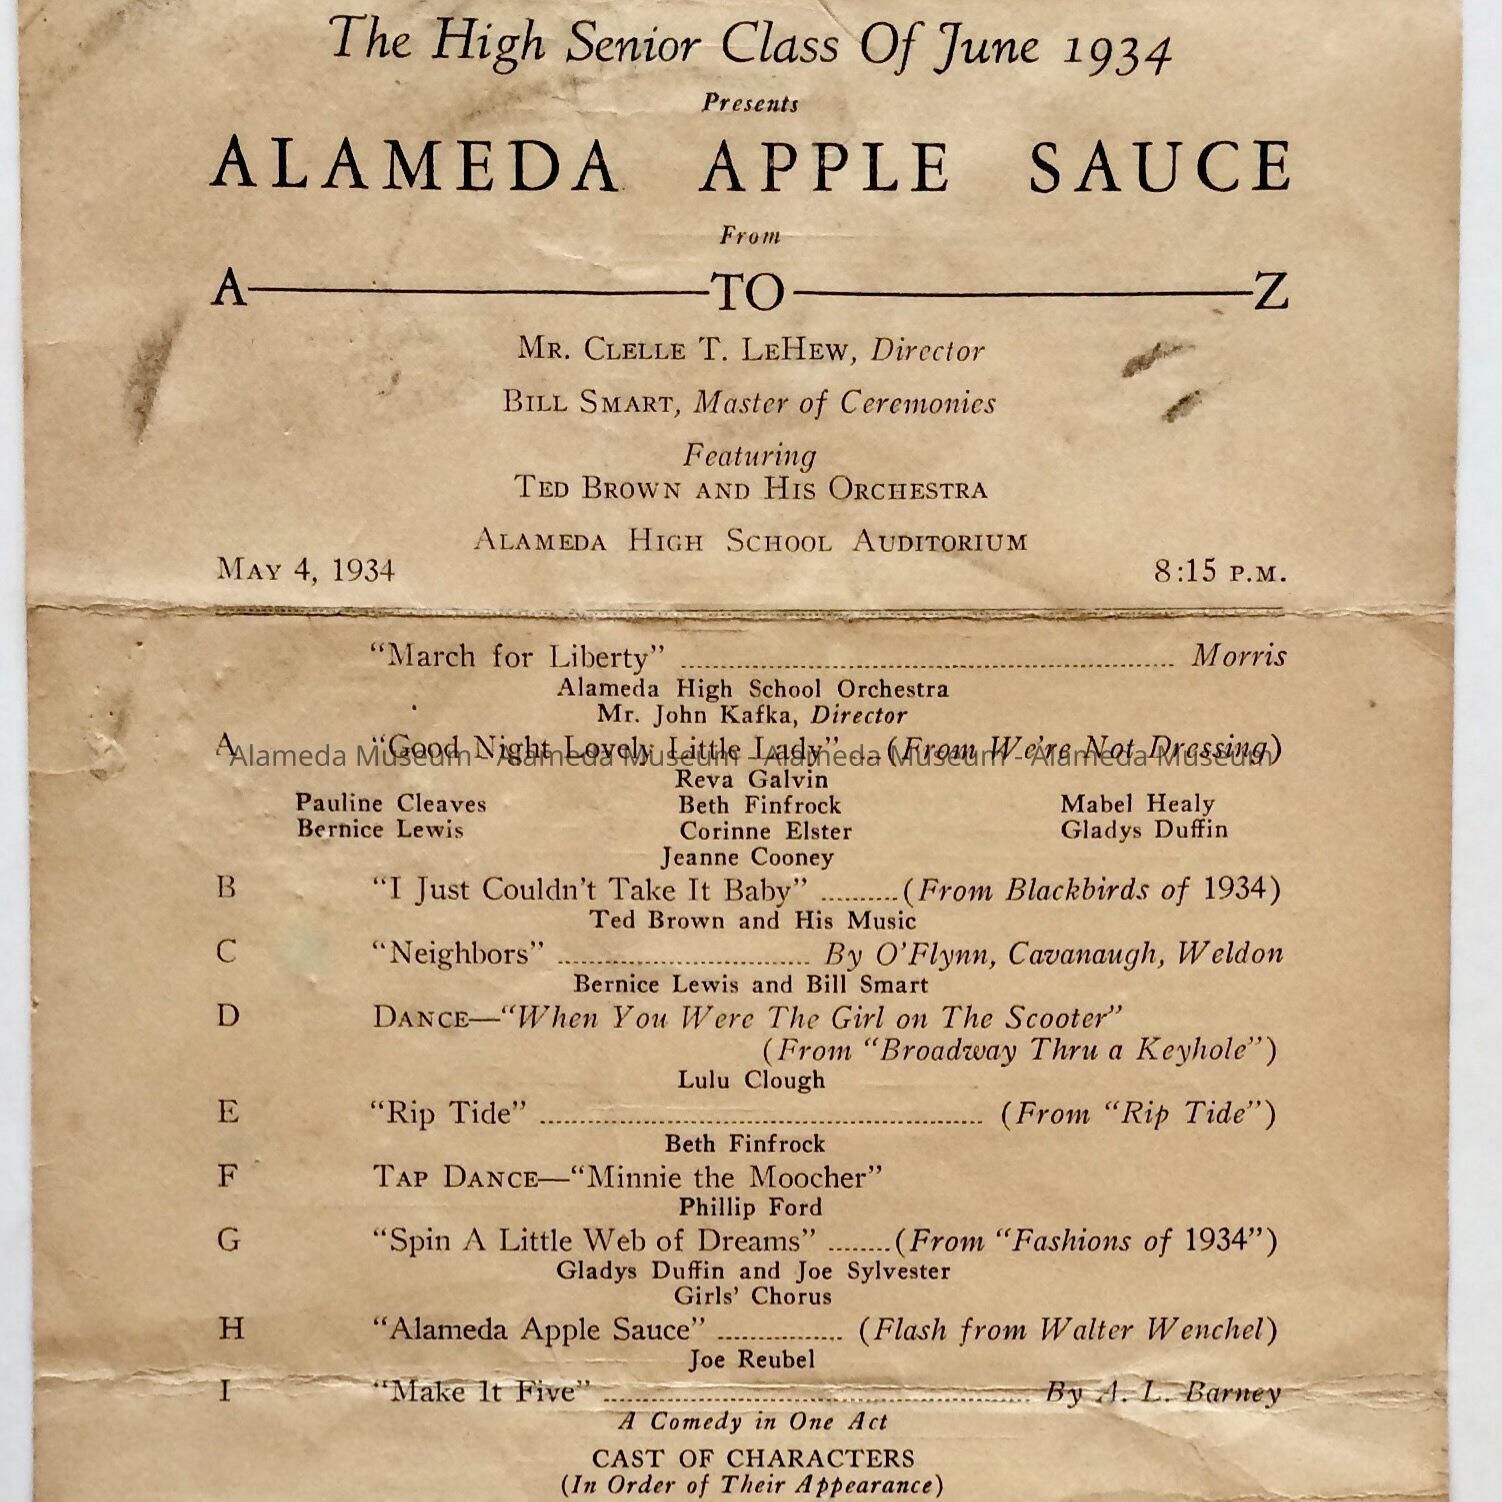 The High Senior Class Of June 1934
Presents
ALAMEDA APPLE SAUCE
From
A TO Z
MR. CLELLE T. LEHEW, Director
BILL SMART, Master of Ceremonies
Featuring
TED BROWN AND HIS ORCHESTRA
ALAMEDA HIGH SCHOOL AUDITORIUM
MAY 4, 1934 8:15 P.M.
“March for Liberty” ........ Morris
Alameda High School Orchestra
Mr. John Kafka, Director
A “Good Night Lovely Little Lady” ..... (From We're Not Dressing)
Alameda Museum - Alameda Museum - Alameda Museum - Alameda Museum
Reva Galvin
Pauline Cleaves Beth Finfrock Mabel Healy
Bernice Lewis Corinne Elster Gladys Duffin
Jeanne Cooney
B “I Just Couldn't Take It Baby” ..........(From Blackbirds of 1934)
Ted Brown and His Music
C “Neighbors” ........ By O'Flynn, Cavanaugh, Weldon
Bernice Lewis and Bill Smart
D DANCE—“When You Were The Girl on The Scooter”
(From “Broadway Thru a Keyhole”)
Lulu Clough
E “Rip Tide” ........ (From “Rip Tide”)
Beth Finfrock
F TAP DANCE—“Minnie the Moocher”
Phillip Ford
G “Spin A Little Web of Dreams” ........(From “Fashions of 1934”)
Gladys Duffin and Joe Sylvester
Girls' Chorus
H “Alameda Apple Sauce” ........ (Flash from Walter Wenchel)
Joe Reubel
I “Make It Five” ........ By A. L. Barney
A Comedy in One Act
CAST OF CHARACTERS
(In Order of Their Appearance)